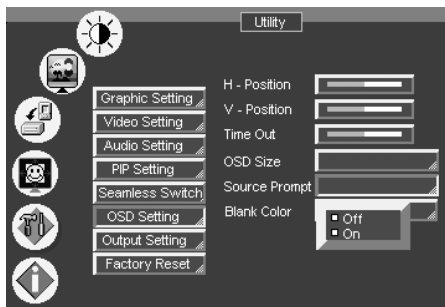 Utility
Graphic Setting
Video Setting
Audio Setting
PIP Setting
Seamless Switch
OSD Setting
Output Setting
Factory Reset
H - Position
V - Position
Time Out
OSD Size
Source Prompt
Blank Color
Off
On